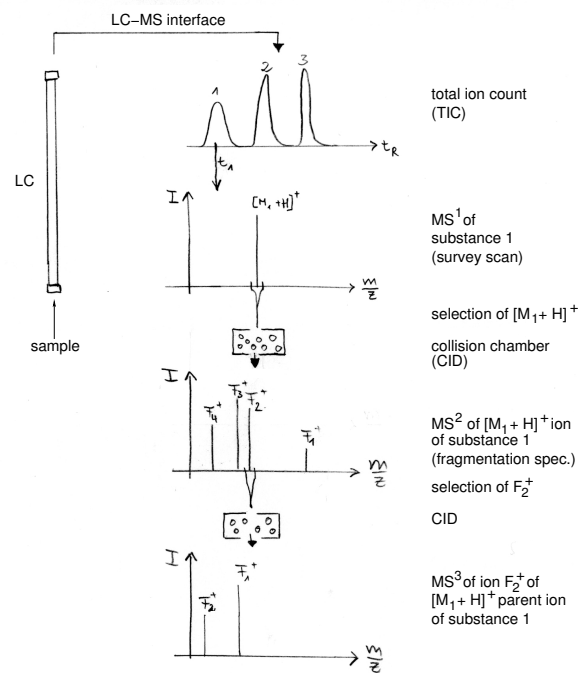 LC−MS interface
1 2 3
total ion count
(TIC)
t_R
LC
t_1
I
[M_1+H]^+
MS^1 of
substance 1
(survey scan)
m/z
selection of [M_1+ H]^+
sample
collision chamber
(CID)
I
F_4^+ F_3^+ F_2^+ F_1^+
MS^2 of [M_1+ H]^+ ion
of substance 1
(fragmentation spec.)
m/z
selection of F_2^+
CID
I
F_2^+ F_1^+
MS^3 of ion F_2^+ of
[M_1+ H]^+ parent ion
of substance 1
m/z